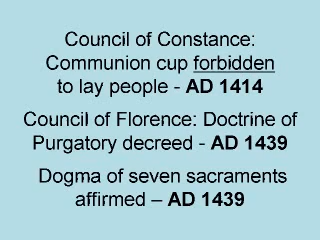 Council of Constance:
Communion cup forbidden
to lay people - AD 1414
Council of Florence: Doctrine of
Purgatory decreed - AD 1439
Dogma of seven sacraments
affirmed – AD 1439